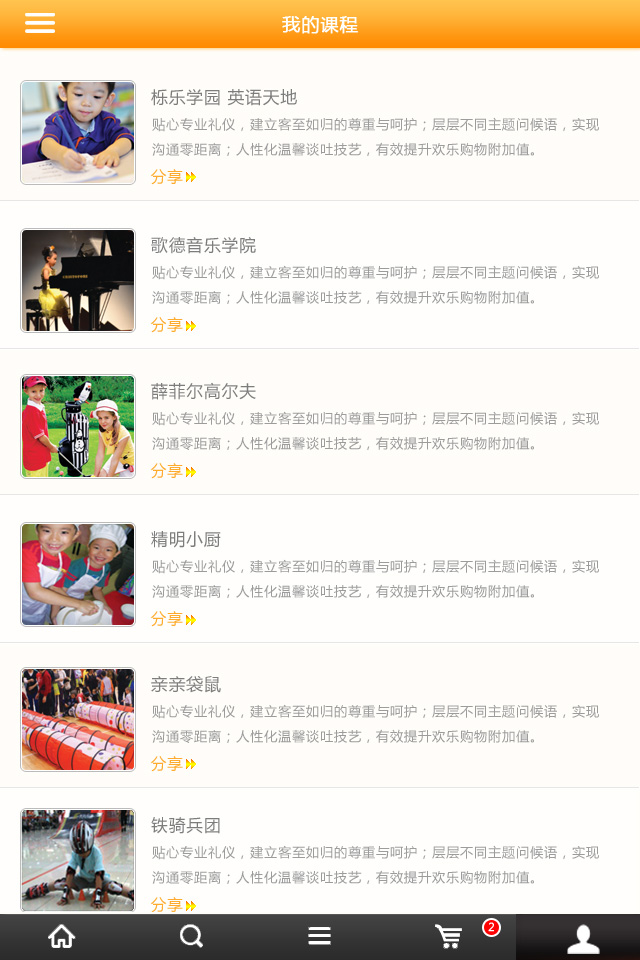 我的课程
栎乐学园 英语天地
贴心专业礼仪，建立客至如归的尊重与呵护；层层不同主题问候语，实现
沟通零距离；人性化温馨谈吐技艺，有效提升欢乐购物附加值。
分享
歌德音乐学院
贴心专业礼仪，建立客至如归的尊重与呵护；层层不同主题问候语，实现
沟通零距离；人性化温馨谈吐技艺，有效提升欢乐购物附加值。
分享
薛菲尔高尔夫
贴心专业礼仪，建立客至如归的尊重与呵护；层层不同主题问候语，实现
沟通零距离；人性化温馨谈吐技艺，有效提升欢乐购物附加值。
分享
精明小厨
贴心专业礼仪，建立客至如归的尊重与呵护；层层不同主题问候语，实现
沟通零距离；人性化温馨谈吐技艺，有效提升欢乐购物附加值。
分享
亲亲袋鼠
贴心专业礼仪，建立客至如归的尊重与呵护；层层不同主题问候语，实现
沟通零距离；人性化温馨谈吐技艺，有效提升欢乐购物附加值。
分享
铁骑兵团
贴心专业礼仪，建立客至如归的尊重与呵护；层层不同主题问候语，实现
沟通零距离；人性化温馨谈吐技艺，有效提升欢乐购物附加值。
分享
2